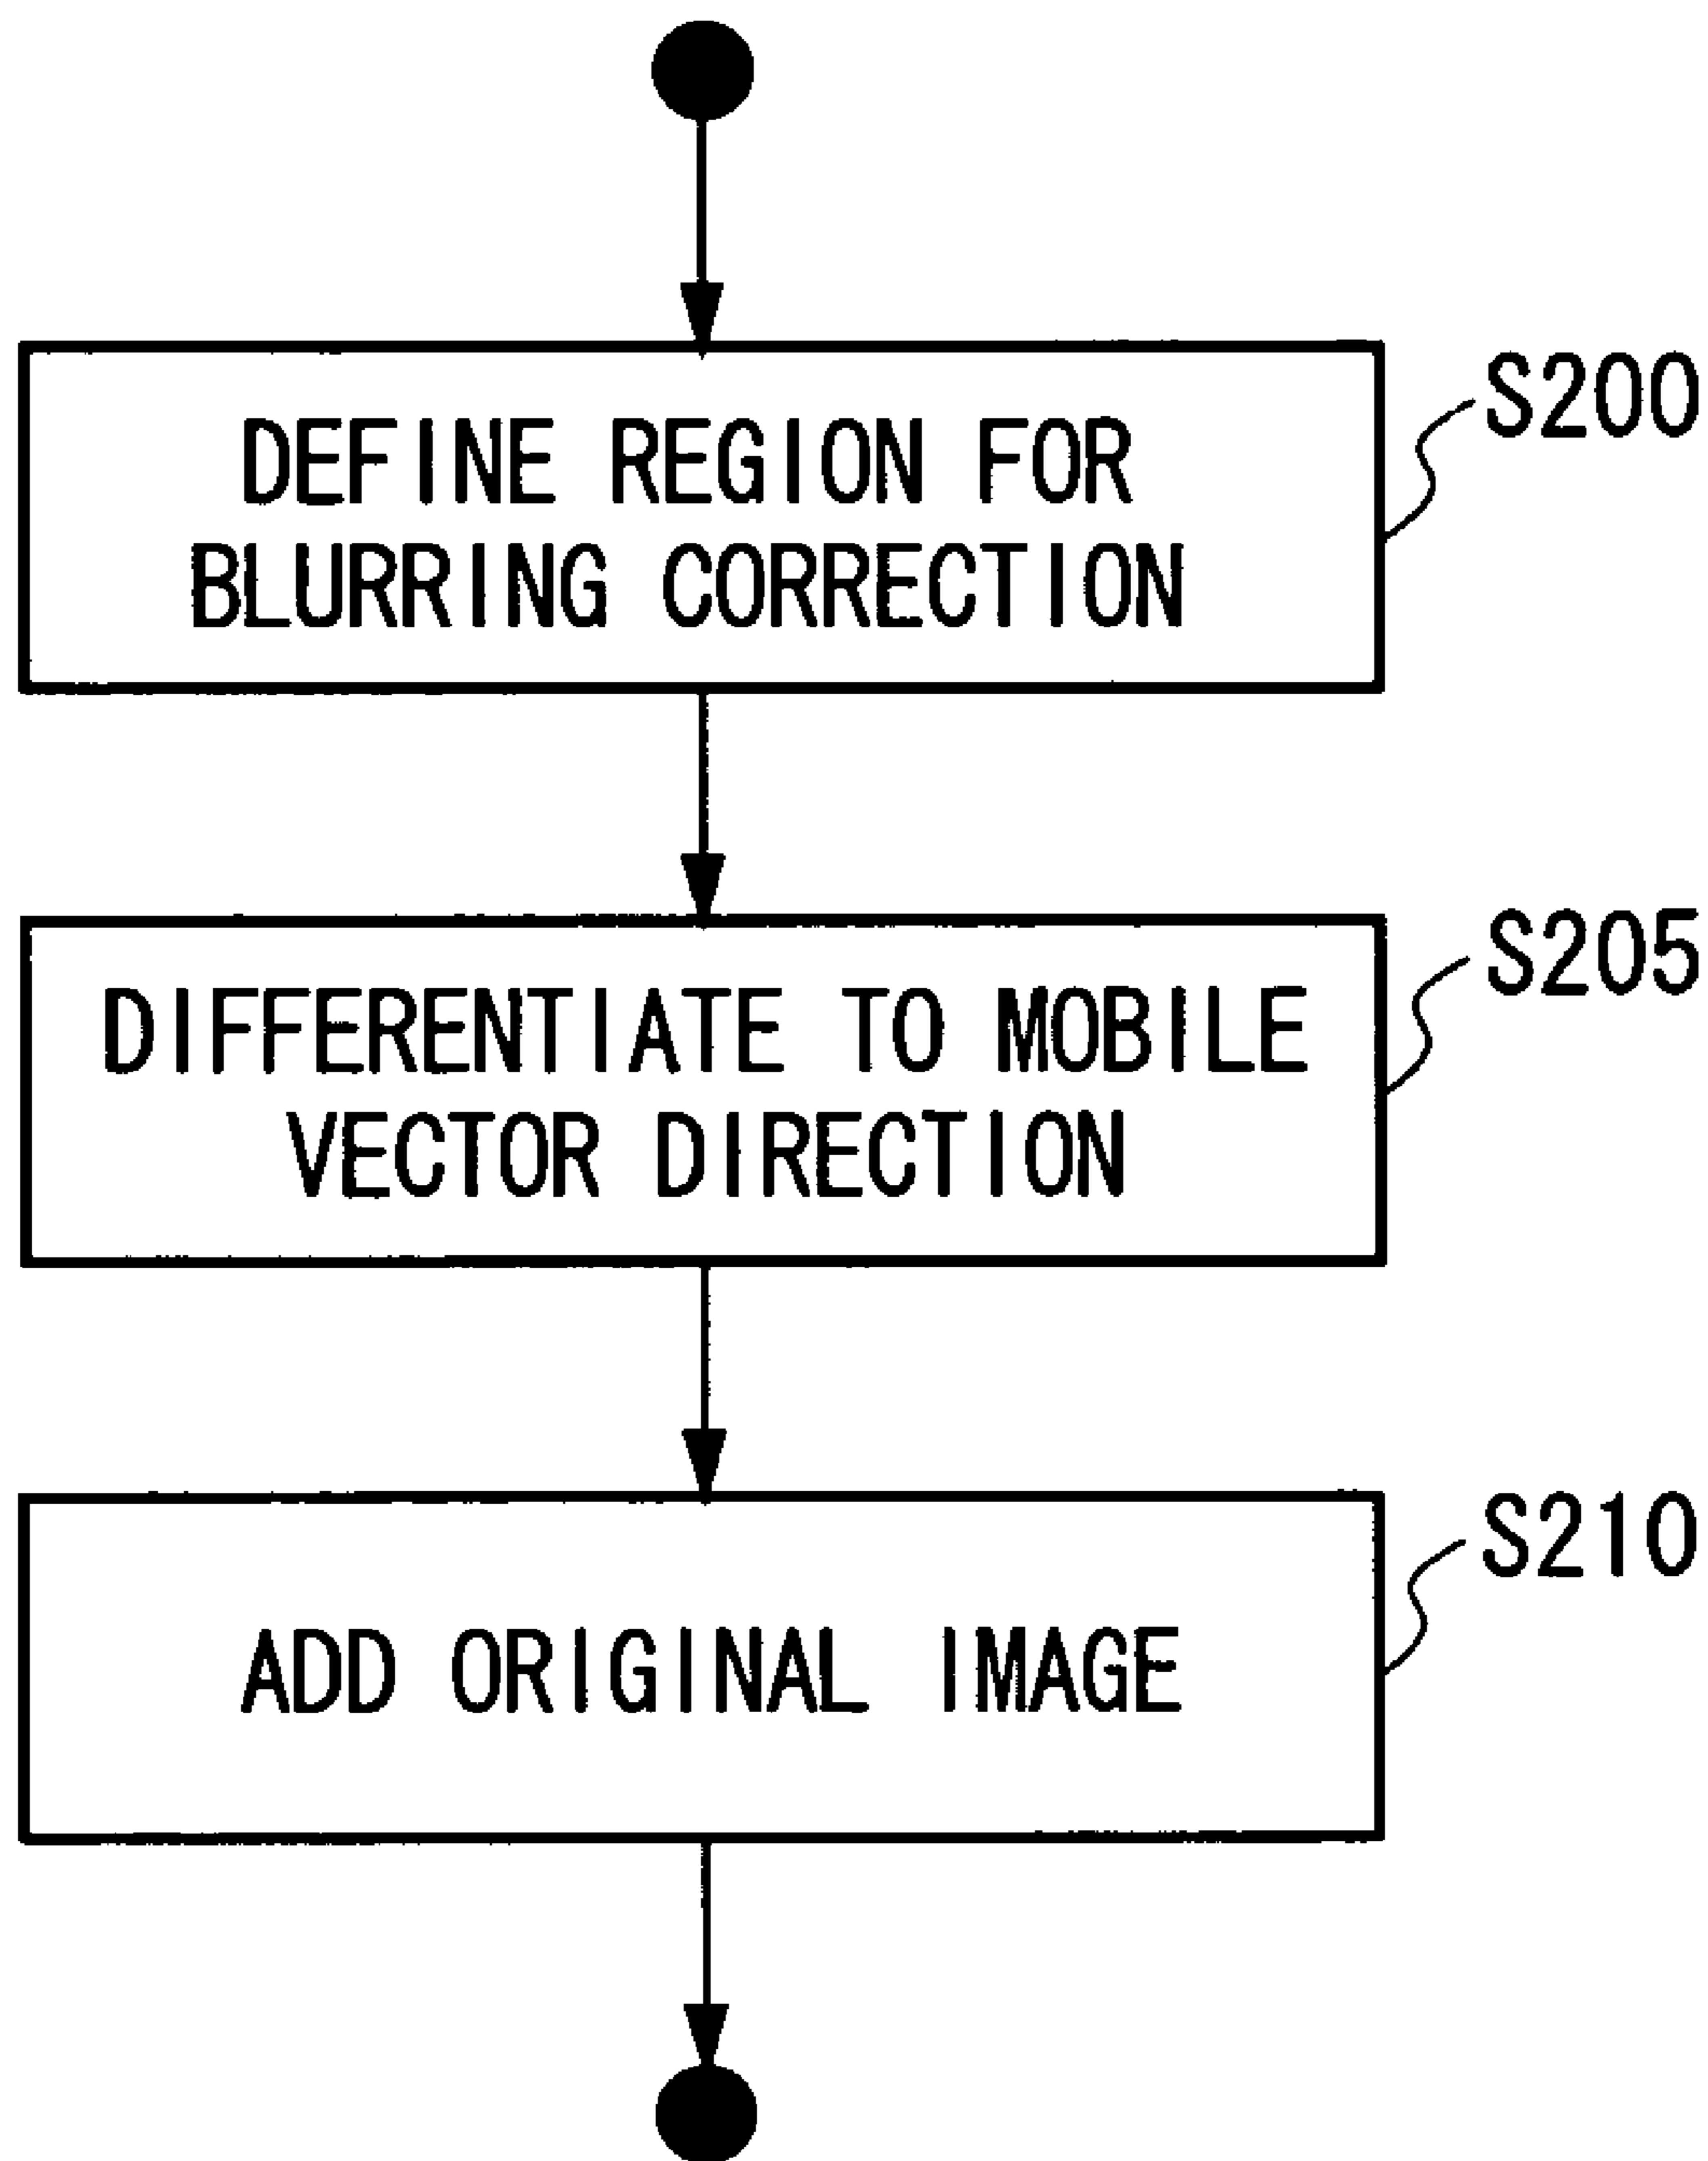 DEFINE REGION FOR
BLURRING CORRECTION
S200
DIFFERENTIATE TO MOBILE
VECTOR DIRECTION
S205
ADD ORIGINAL IMAGE
S210